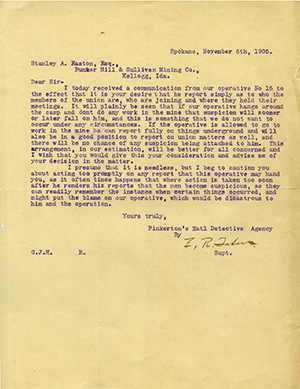 Spokane, November 5th, 1906.
Stanley A. Easton, Esq.,
Bunker Hill & Sullivan Mining Co.,
Kellogg, Ida.
Dear Sir-
I today received a communication from our operative No 15 to
the effect that it is your desire that he report simply as to who the
members of the union are, who are joining and where they hold their
meetings. It will plainly be seen that if our operative hangs around
the camp and does not do any work in the mine that suspicion will sooner
or later fall on him, and this is something that we do not want to
occur under any circumstances. If the operative is allowed to go to
work in the mine he can report fully on things underground and will
also be in a good position to report on union matters as well, and
there will be no chance of any suspicion being attached to him. This
arrangement, in our estimation, will be better for all concerned and
I wish that you would give this your consideration and advise me of
your decision in the matter.
I presume that it is needless, but I beg to caution you
about acting too promptly on any report that this operative may hand
you, as it often times happens that where action is taken too soon
after he renders his reports that the men become suspicious, as they
can readily remember the instance when certain things occurred, and
might put the blame on our operative, which would be disastrous to
him and the operation.
Yours truly,
Pinkerton's Natl Detective Agency
By
E. R.
G.J.H. R. Supt.